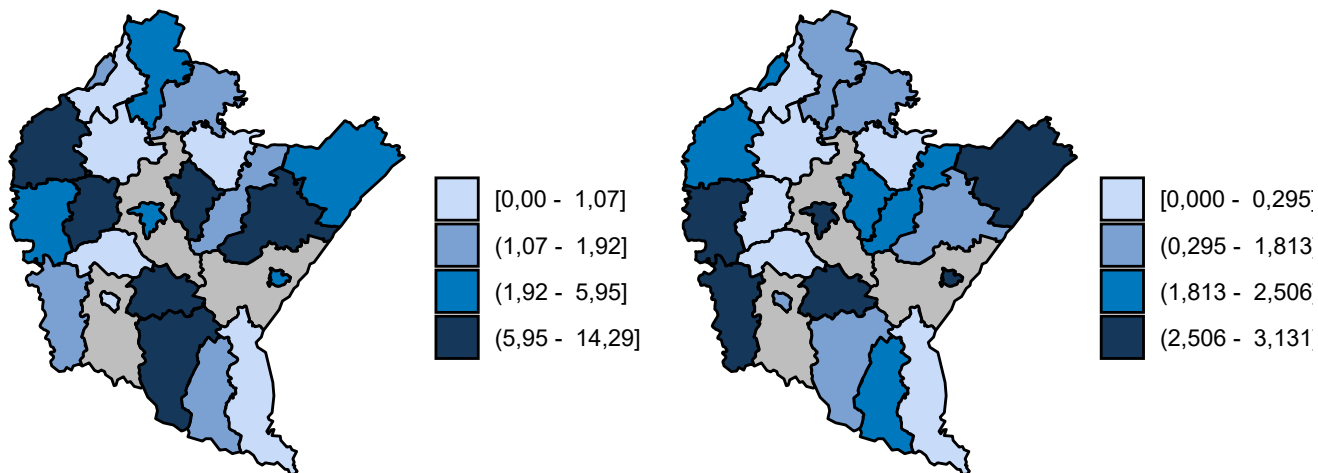 [0,00 - 1,07]
(1,07 - 1,92]
(1,92 - 5,95]
(5,95 - 14,29]
[0,000 - 0,295]
(0,295 - 1,813]
(1,813 - 2,506]
(2,506 - 3,131]